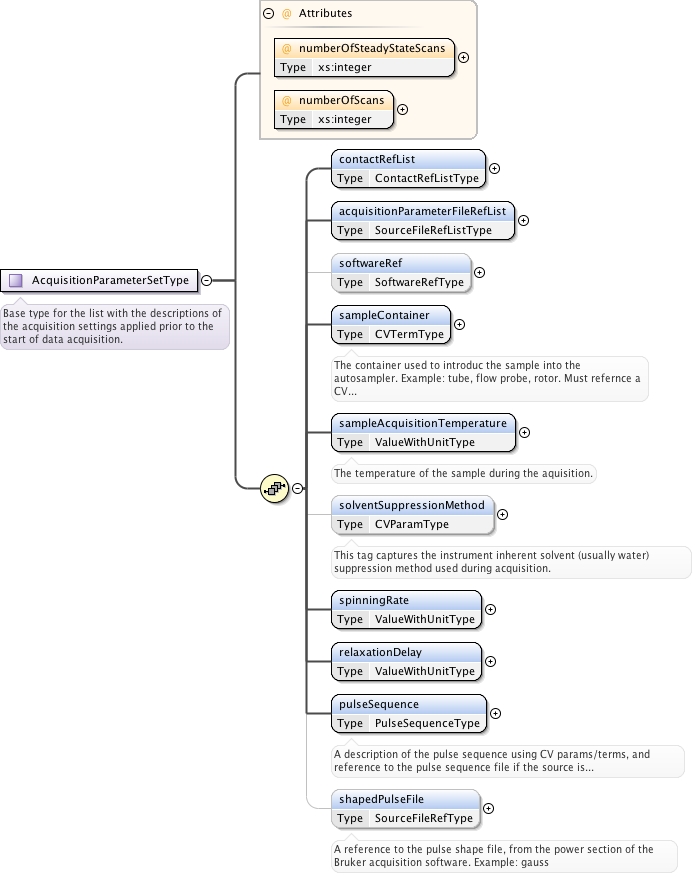 @ Attributes
@ numberOfSteadyStateScans
Type xs:integer
@ numberOfScans
Type xs:integer
AcquisitionParameterSetType
Base type for the list with the descriptions of
the acquisition settings applied prior to the
start of data acquisition.
contactRefList
Type ContactRefListType
acquisitionParameterFileRefList
Type SourceFileRefListType
softwareRef
Type SoftwareRefType
sampleContainer
Type CVTermType
The container used to introduc the sample into the
autosampler. Example: tube, flow probe, rotor. Must refernce a
CV...
sampleAcquisitionTemperature
Type ValueWithUnitType
The temperature of the sample during the aquisition.
solventSuppressionMethod
Type CVParamType
This tag captures the instrument inherent solvent (usually water)
suppression method used during acquisition.
spinningRate
Type ValueWithUnitType
relaxationDelay
Type ValueWithUnitType
pulseSequence
Type PulseSequenceType
A description of the pulse sequence using CV params/terms, and
reference to the pulse sequence file if the source is...
shapedPulseFile
Type SourceFileRefType
A reference to the pulse shape file, from the power section of the
Bruker acquisition software. Example: gauss